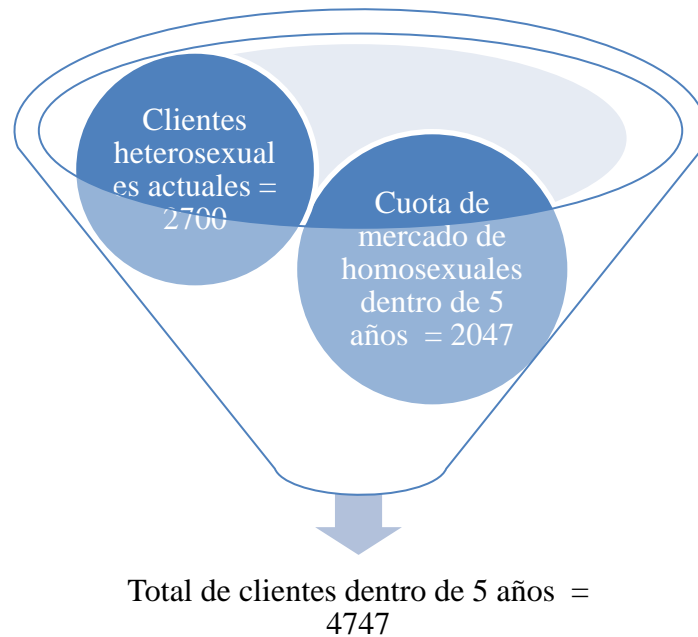 Clientes
heterosexual
es actuales =
2700
Cuota de
mercado de
homosexuales
dentro de 5
años = 2047
Total de clientes dentro de 5 años =
4747